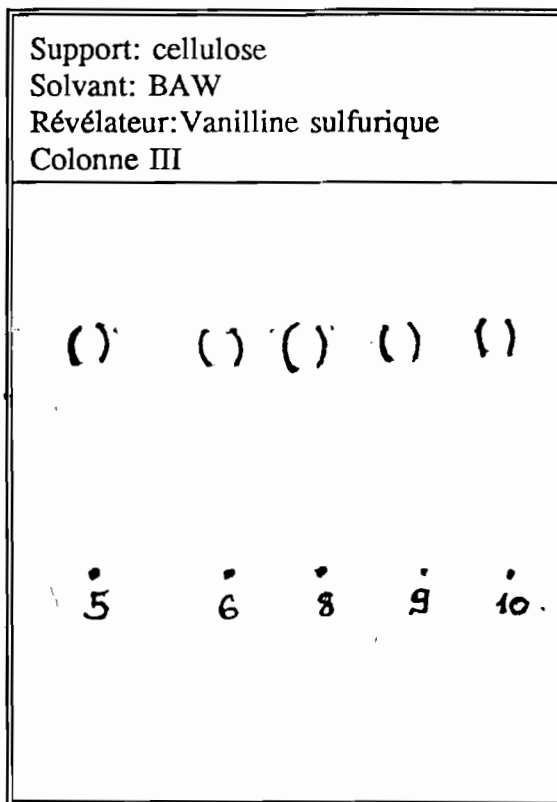 Support: cellulose
Solvant: BAW
Révélateur:Vanilline sulfurique
Colonne III
() () () () ()
5 6 8 9 10